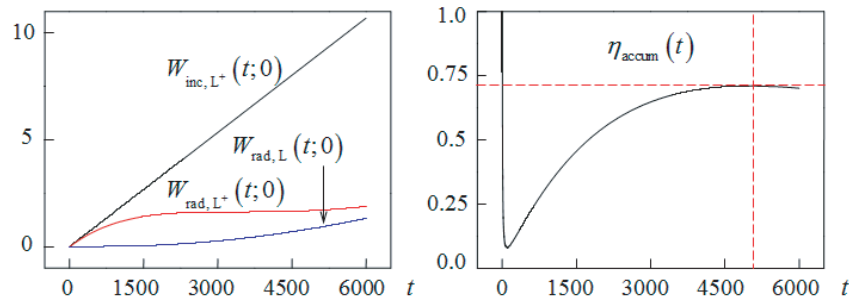 10
5
0
W_inc, L⁺ (t;0)
W_rad, L (t;0)
W_rad, L⁺ (t;0)
0 1500 3000 4500 6000 t
1.0
0.75
0.5
0.25
0.0
η_accum (t)
0 1500 3000 4500 6000 t